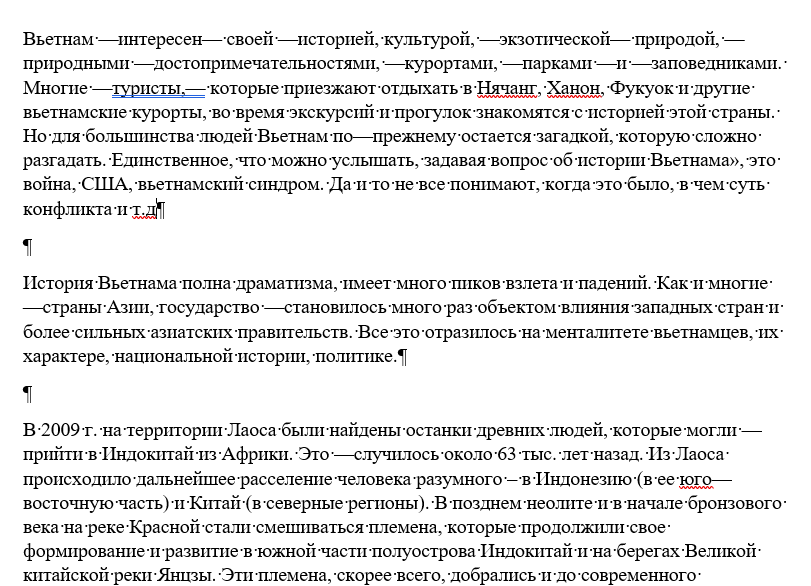 Вьетнам·—интересен—·своей·—историей,·культурой,·—экзотической—·природой,·—
природными·—достопримечательностями,·—курортами,·—парками·—и·—заповедниками.·
Многие·—туристы,—·которые·приезжают·отдыхать·в·Нячанг,·Ханон,·Фукуок·и·другие·
вьетнамские·курорты,·во·время·экскурсий·и·прогулок·знакомятся·с·историей·этой·страны.·
Но·для·большинства·людей·Вьетнам·по—прежнему·остается·загадкой,·которую·сложно·
разгадать.·Единственное,·что·можно·услышать,·задавая·вопрос·об·истории·Вьетнама»,·это·
война,·США,·вьетнамский·синдром.·Да·и·то·не·все·понимают,·когда·это·было,·в·чем·суть·
конфликта·и·т.д¶
¶
История·Вьетнама·полна·драматизма,·имеет·много·пиков·взлета·и·падений.·Как·и·многие·
—страны·Азии,·государство·—становилось·много·раз·объектом·влияния·западных·стран·и·
более·сильных·азиатских·правительств.·Все·это·отразилось·на·менталитете·вьетнамцев,·их·
характере,·национальной·истории,·политике.¶
¶
В·2009·г.·на·территории·Лаоса·были·найдены·останки·древних·людей,·которые·могли·—
прийти·в·Индокитай·из·Африки.·Это·—случилось·около·63·тыс.·лет·назад.·Из·Лаоса·
происходило·дальнейшее·расселение·человека·разумного·–·в·Индонезию·(в·ее·юго—
восточную·часть)·и·Китай·(в·северные·регионы).·В·позднем·неолите·и·в·начале·бронзового·
века·на·реке·Красной·стали·смешиваться·племена,·которые·продолжили·свое·
формирование·и·развитие·в·южной·части·полуострова·Индокитай·и·на·берегах·Великой·
китайской·реки·Янцзы.·Эти·племена,·скорее·всего,·добрались·и·до·современного·